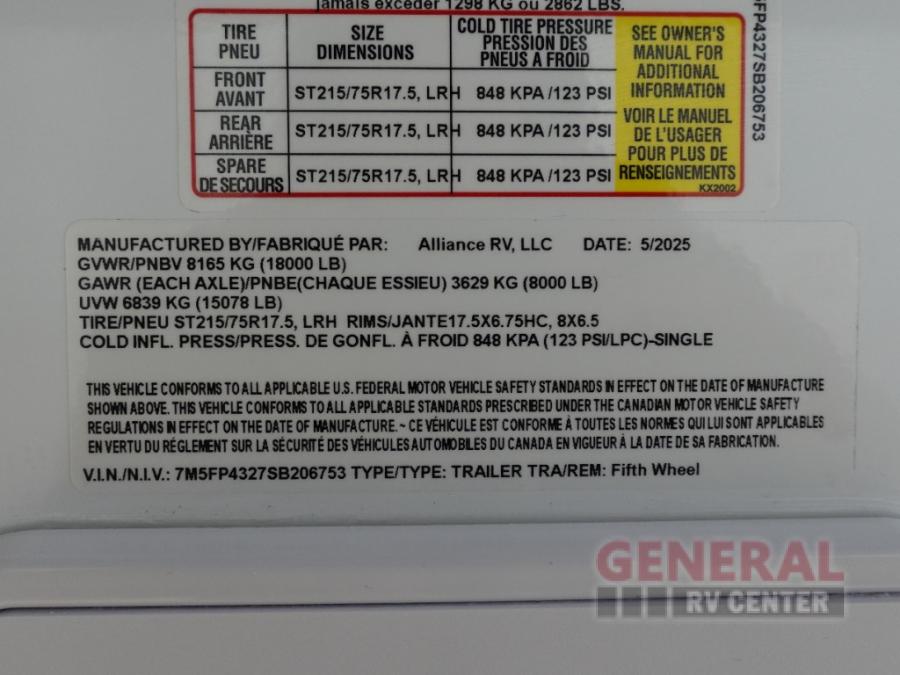 jamais excéder 1298 KG ou 2862 LBS.
TIRE PNEU SIZE DIMENSIONS COLD TIRE PRESSURE PRESSION DES PNEUS A FROID
FRONT AVANT ST215/75R17.5, LRH 848 KPA /123 PSI
REAR ARRIÈRE ST215/75R17.5, LRH 848 KPA /123 PSI
SPARE DE SECOURS ST215/75R17.5, LRH 848 KPA /123 PSI
SEE OWNER'S
MANUAL FOR
ADDITIONAL
INFORMATION
VOIR LE MANUEL
DE L'USAGER
POUR PLUS DE
RENSEIGNEMENTS
KX2002
FP4327SB206753
MANUFACTURED BY/FABRIQUÉ PAR: Alliance RV, LLC DATE: 5/2025
GVWR/PNBV 8165 KG (18000 LB)
GAWR (EACH AXLE)/PNBE(CHAQUE ESSIEU) 3629 KG (8000 LB)
UVW 6839 KG (15078 LB)
TIRE/PNEU ST215/75R17.5, LRH RIMS/JANTE17.5X6.75HC, 8X6.5
COLD INFL. PRESS/PRESS. DE GONFL. À FROID 848 KPA (123 PSI/LPC)-SINGLE
THIS VEHICLE CONFORMS TO ALL APPLICABLE U.S. FEDERAL MOTOR VEHICLE SAFETY STANDARDS IN EFFECT ON THE DATE OF MANUFACTURE
SHOWN ABOVE. THIS VEHICLE CONFORMS TO ALL APPLICABLE STANDARDS PRESCRIBED UNDER THE CANADIAN MOTOR VEHICLE SAFETY
REGULATIONS IN EFFECT ON THE DATE OF MANUFACTURE. ~ CE VÉHICULE EST CONFORME À TOUTES LES NORMES QUI LUI SONT APPLICABLES
EN VERTU DU RÉGLEMENT SUR LA SÉCURITÉ DES VÉHICULES AUTOMOBILES DU CANADA EN VIGUEUR À LA DATE DE SA FABRICATION.
V.I.N./N.I.V.: 7M5FP4327SB206753 TYPE/TYPE: TRAILER TRA/REM: Fifth Wheel
GENERAL
RV CENTER